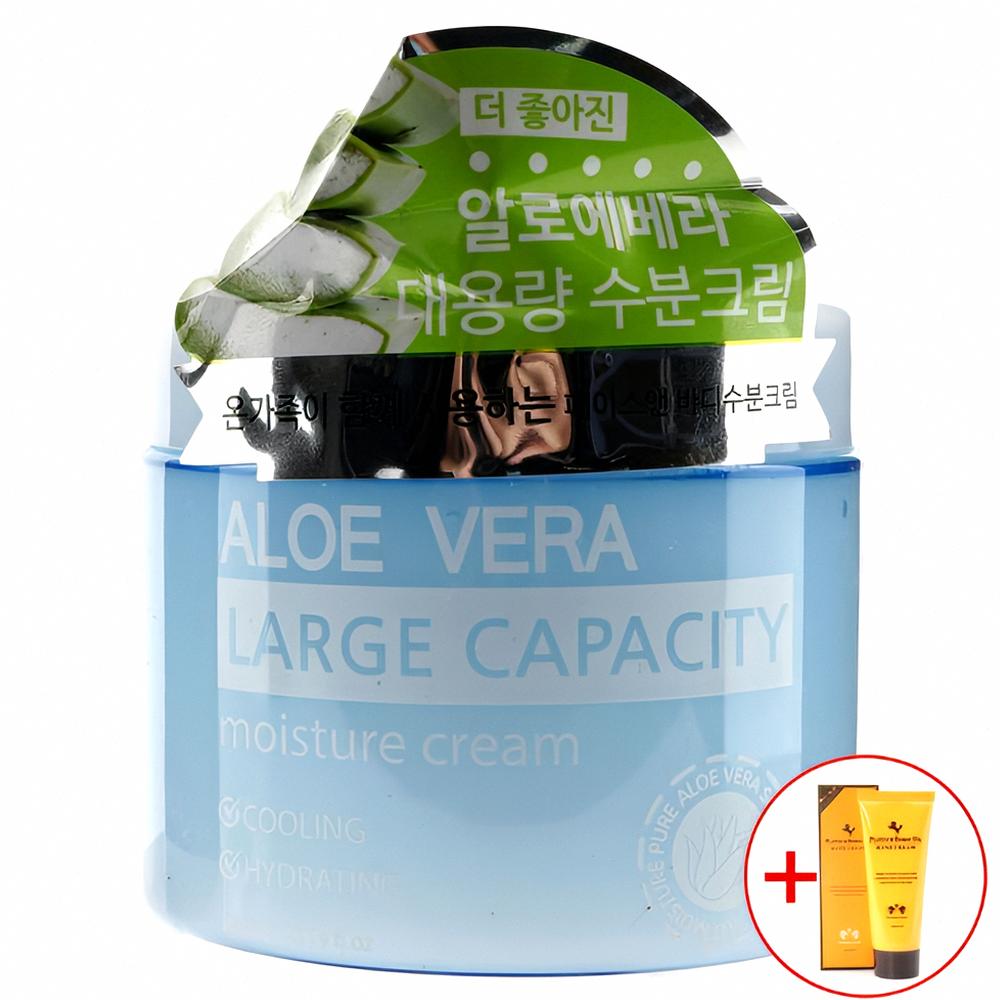 더 좋아진
알로에베라
대용량 수분크림
온가족이 함께 사용하는 페이스앤 바디수분크림
ALOE VERA
LARGE CAPACITY
moisture cream
COOLING
HYDRATING
MOISTURE PURE ALOE VERA